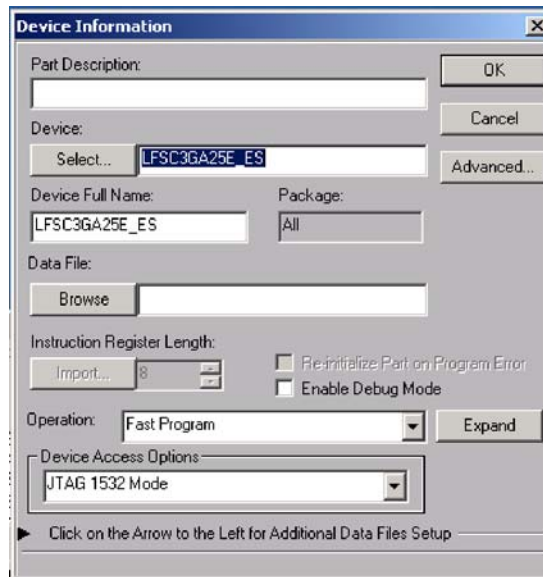 Device Information
Part Description:
OK
Device:
Cancel
Select... LFSC3GA25E_ES
Advanced...
Device Full Name: Package:
LFSC3GA25E_ES All
Data File:
Browse
Instruction Register Length:
Import... 8 Re-initialize Part on Program Error
Enable Debug Mode
Operation: Fast Program Expand
Device Access Options
JTAG 1532 Mode
Click on the Arrow to the Left for Additional Data Files Setup